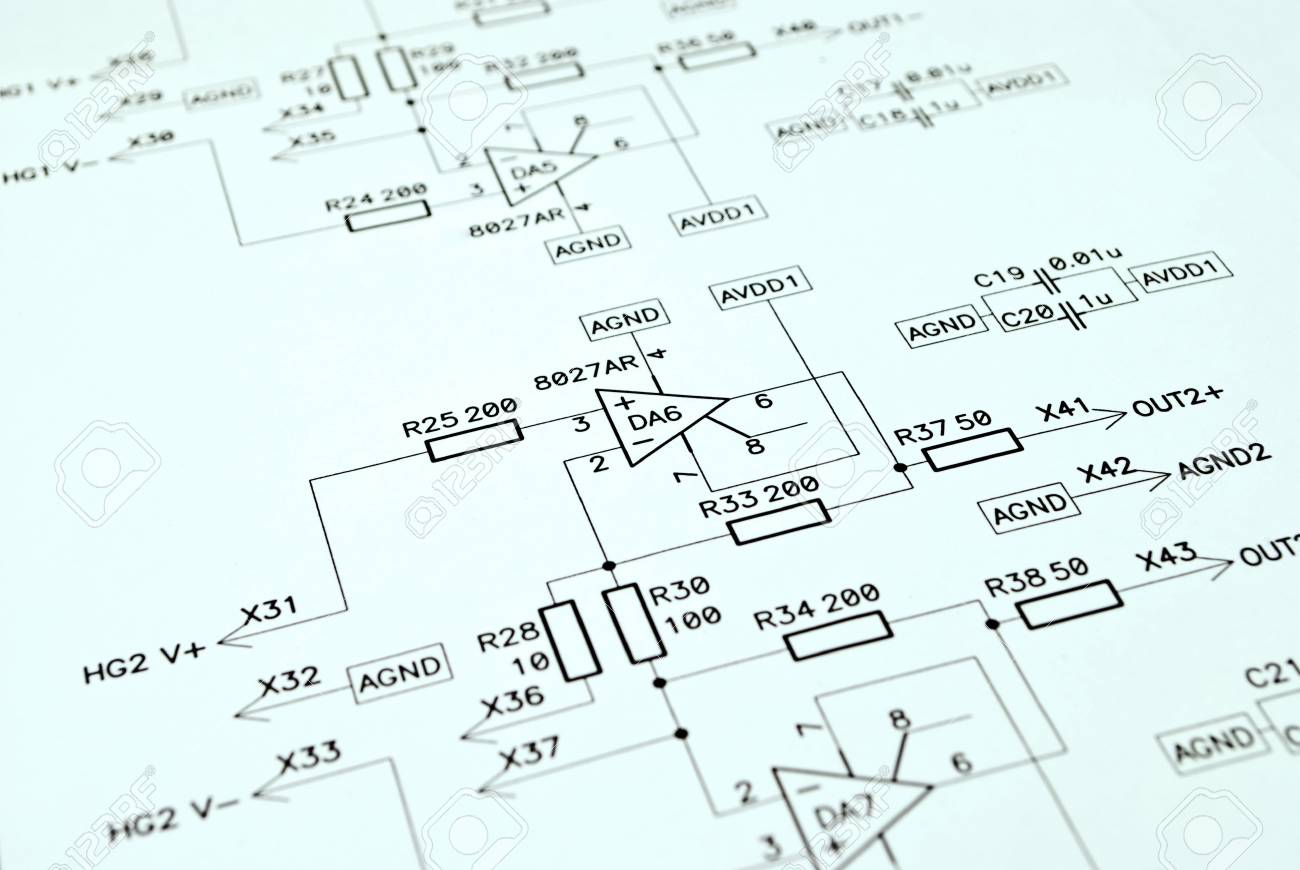 R32 200
R36 50
X40
OUT1-
R29
100
R27
10
HG1 V+
X29
AGND
X34
X35
X30
HG1 V-
0.01u
AVDD1
AGND
C18
1u
7
8
6
2
3
DA5
R24 200
8027AR
4
AGND
AVDD1
C19
0.01u
AVDD1
AGND
C20
1u
AVDD1
AGND
4
8027AR
R25 200
3
+
DA6
-
2
6
8
7
R37 50
X41
OUT2+
R33 200
AGND
X42
AGND2
R30
100
R28
10
X31
HG2 V+
R34 200
R38 50
X43
X32
AGND
X36
X37
X33
HG2 V-
7
8
6
2
-
DA7
3
+
C21
AGND
123RF